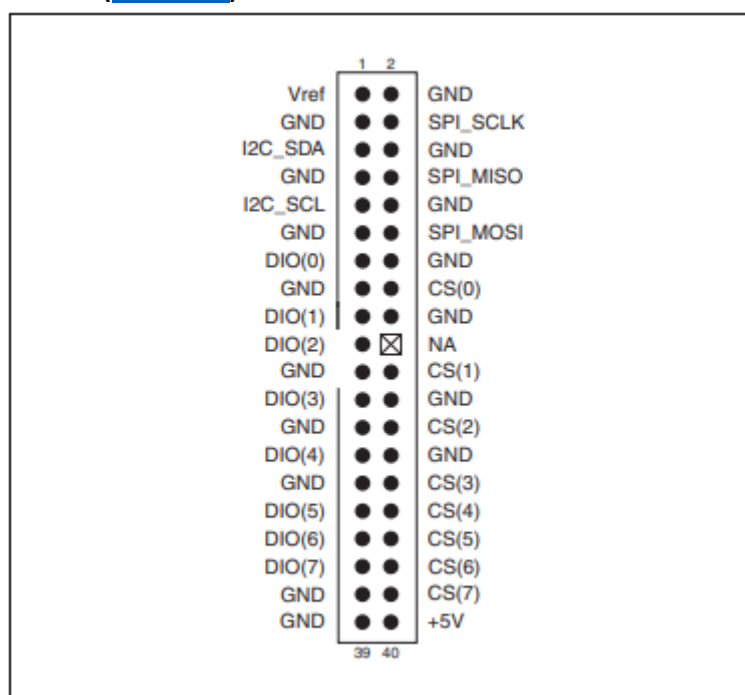 1 2
Vref GND
GND SPI_SCLK
I2C_SDA GND
GND SPI_MISO
I2C_SCL GND
GND SPI_MOSI
DIO(0) GND
GND CS(0)
DIO(1) GND
DIO(2) NA
GND CS(1)
DIO(3) GND
GND CS(2)
DIO(4) GND
GND CS(3)
DIO(5) CS(4)
DIO(6) CS(5)
DIO(7) CS(6)
GND CS(7)
GND +5V
39 40